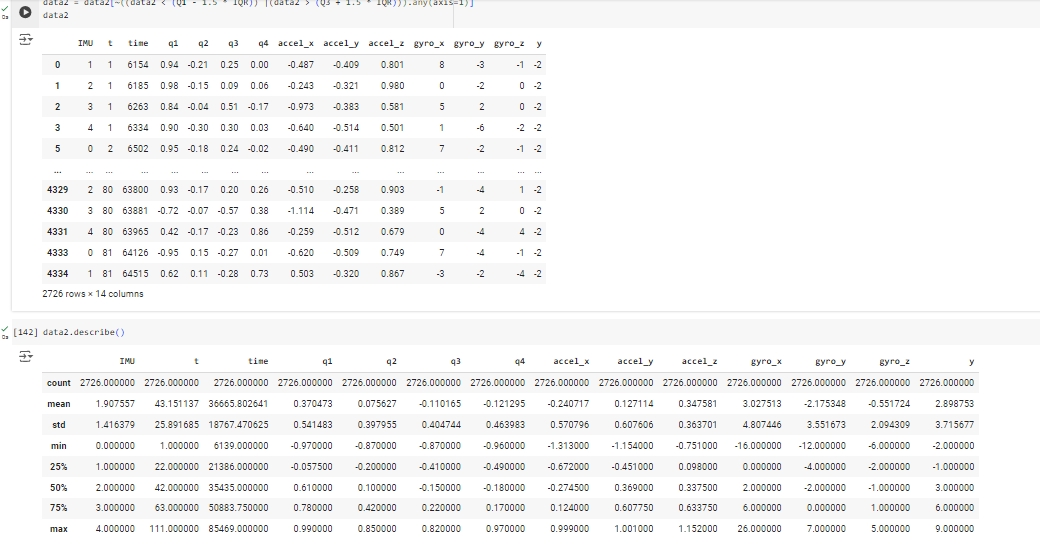 data2 = data2[~((data2 < (Q1 - 1.5 * IQR)) |(data2 > (Q3 + 1.5 * IQR))).any(axis=1)]
data2
IMU t time q1 q2 q3 q4 accel_x accel_y accel_z gyro_x gyro_y gyro_z y
0 1 1 6154 0.94 -0.21 0.25 0.00 -0.487 -0.409 0.801 8 -3 -1 -2
1 2 1 6185 0.98 -0.15 0.09 0.06 -0.243 -0.321 0.980 0 -2 0 -2
2 3 1 6263 0.84 -0.04 0.51 -0.17 -0.973 -0.383 0.581 5 2 0 -2
3 4 1 6334 0.90 -0.30 0.30 0.03 -0.640 -0.514 0.501 1 -6 -2 -2
5 0 2 6502 0.95 -0.18 0.24 -0.02 -0.490 -0.411 0.812 7 -2 -1 -2
... ... ... ... ... ... ... ... ... ... ... ... ... ... ...
4329 2 80 63800 0.93 -0.17 0.20 0.26 -0.510 -0.258 0.903 -1 -4 1 -2
4330 3 80 63881 -0.72 -0.07 -0.57 0.38 -1.114 -0.471 0.389 5 2 0 -2
4331 4 80 63965 0.42 -0.17 -0.23 0.86 -0.259 -0.512 0.679 0 -4 4 -2
4333 0 81 64126 -0.95 0.15 -0.27 0.01 -0.620 -0.509 0.749 7 -4 -1 -2
4334 1 81 64515 0.62 0.11 -0.28 0.73 0.503 -0.320 0.867 -3 -2 -4 -2
2726 rows × 14 columns
[142] data2.describe()
IMU t time q1 q2 q3 q4 accel_x accel_y accel_z gyro_x gyro_y gyro_z y
count 2726.000000 2726.000000 2726.000000 2726.000000 2726.000000 2726.000000 2726.000000 2726.000000 2726.000000 2726.000000 2726.000000 2726.000000 2726.000000 2726.000000
mean 1.907557 43.151137 36665.802641 0.370473 0.075627 -0.110165 -0.121295 -0.240717 0.127114 0.347581 3.027513 -2.175348 -0.551724 2.898753
std 1.416379 25.891685 18767.470625 0.541483 0.397955 0.404744 0.463983 0.570796 0.607606 0.363701 4.807446 3.551673 2.094309 3.715677
min 0.000000 1.000000 6139.000000 -0.970000 -0.870000 -0.870000 -0.960000 -1.313000 -1.154000 -0.751000 -16.000000 -12.000000 -6.000000 -2.000000
25% 1.000000 22.000000 21386.000000 -0.057500 -0.200000 -0.410000 -0.490000 -0.672000 -0.451000 0.098000 0.000000 -4.000000 -2.000000 -1.000000
50% 2.000000 42.000000 35435.000000 0.610000 0.100000 -0.150000 -0.180000 -0.274500 0.369000 0.337500 2.000000 -2.000000 -1.000000 3.000000
75% 3.000000 63.000000 50883.750000 0.780000 0.420000 0.220000 0.170000 0.124000 0.607750 0.633750 6.000000 0.000000 1.000000 6.000000
max 4.000000 111.000000 85469.000000 0.990000 0.850000 0.820000 0.970000 0.999000 1.001000 1.152000 26.000000 7.000000 5.000000 9.000000